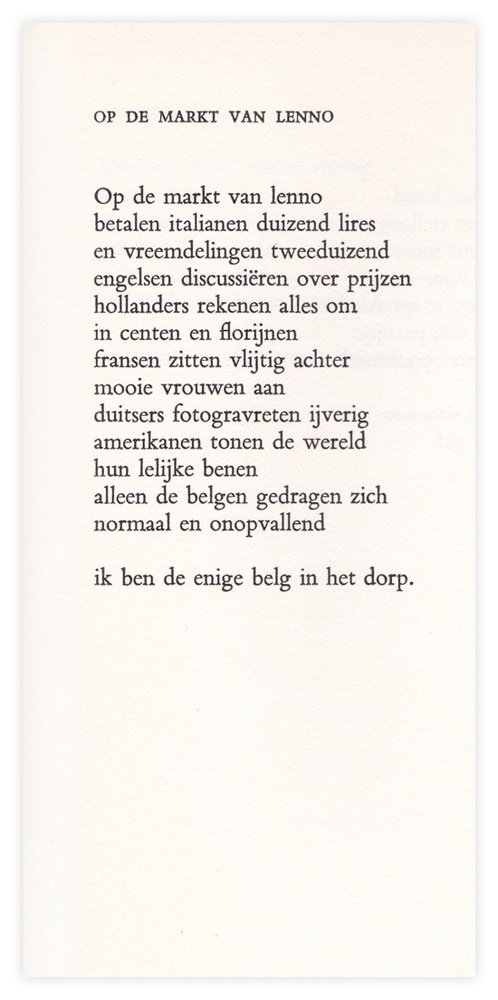 OP DE MARKT VAN LENNO
Op de markt van lenno
betalen italianen duizend lires
en vreemdelingen tweeduizend
engelsen discussiëren over prijzen
hollanders rekenen alles om
in centen en florijnen
fransen zitten vlijtig achter
mooie vrouwen aan
duitsers fotogravreten ijverig
amerikanen tonen de wereld
hun lelijke benen
alleen de belgen gedragen zich
normaal en onopvallend
ik ben de enige belg in het dorp.